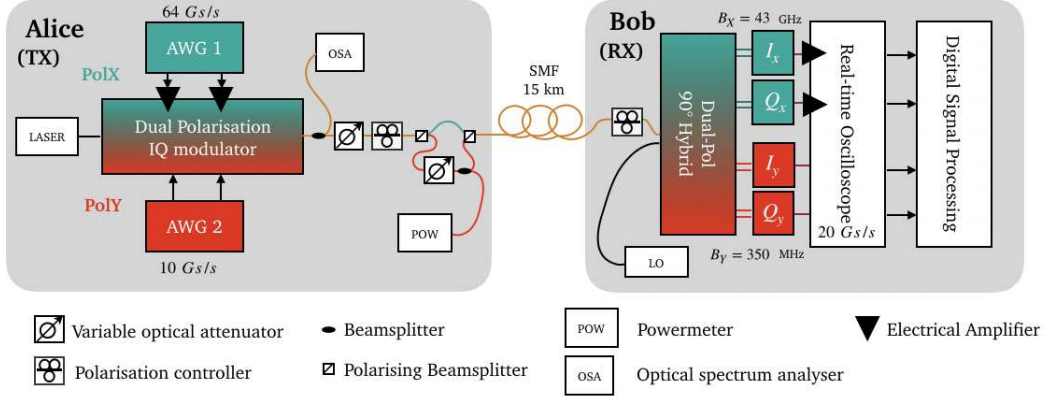 Alice
(TX)
64 Gs/s
AWG 1
PolX
OSA
LASER
Dual Polarisation
IQ modulator
PolY
AWG 2
10 Gs/s
POW
SMF
15 km
Bob
(RX)
B_X = 43 GHz
Dual-Pol
90° Hybrid
I_x
Q_x
I_y
Q_y
Real-time Oscilloscope
20 Gs/s
Digital Signal Processing
LO
B_Y = 350 MHz
Variable optical attenuator
Beamsplitter
POW
Powermeter
Electrical Amplifier
Polarisation controller
Polarising Beamsplitter
OSA
Optical spectrum analyser